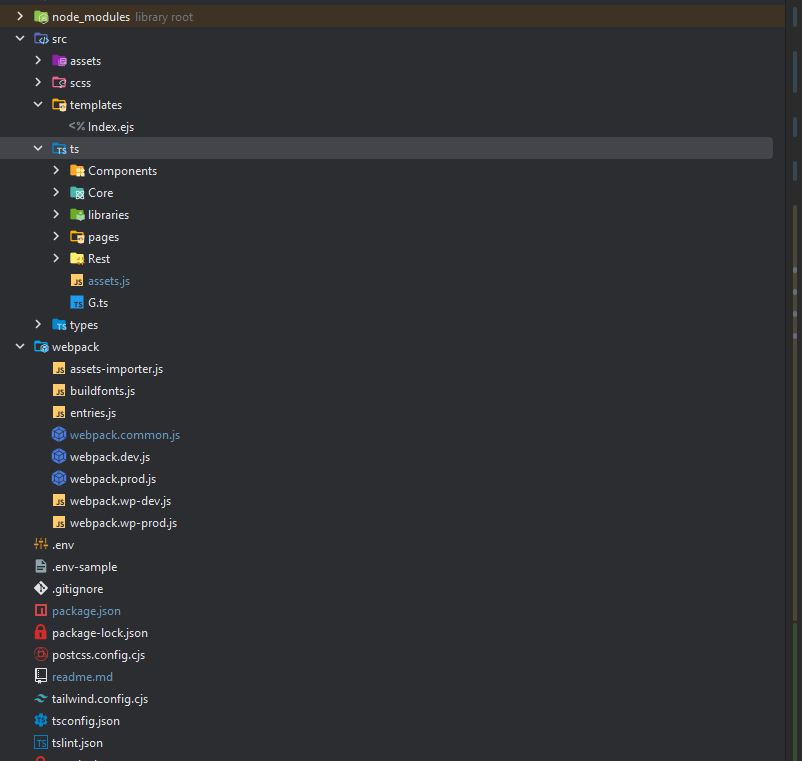 node_modules library root
src
assets
scss
templates
<% Index.ejs
ts
Components
Core
libraries
pages
Rest
assets.js
G.ts
types
webpack
assets-importer.js
buildfonts.js
entries.js
webpack.common.js
webpack.dev.js
webpack.prod.js
webpack.wp-dev.js
webpack.wp-prod.js
.env
.env-sample
.gitignore
package.json
package-lock.json
postcss.config.cjs
readme.md
tailwind.config.cjs
tsconfig.json
tslint.json